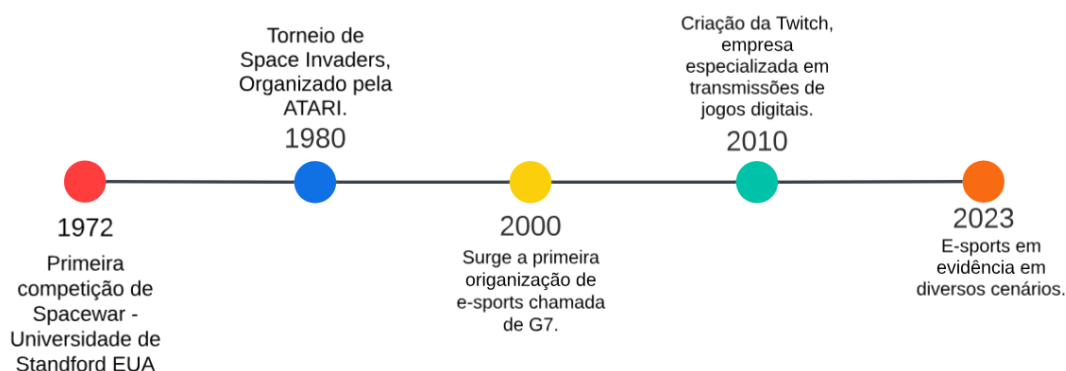 1972
Primeira
competição de
Spacewar -
Universidade de
Standford EUA
Torneio de
Space Invaders,
Organizado pela
ATARI.
1980
2000
Surge a primeira
origanização de
e-sports chamada
de G7.
Criação da Twitch,
empresa
especializada em
transmissões de
jogos digitais.
2010
2023
E-sports em
evidência em
diversos cenários.